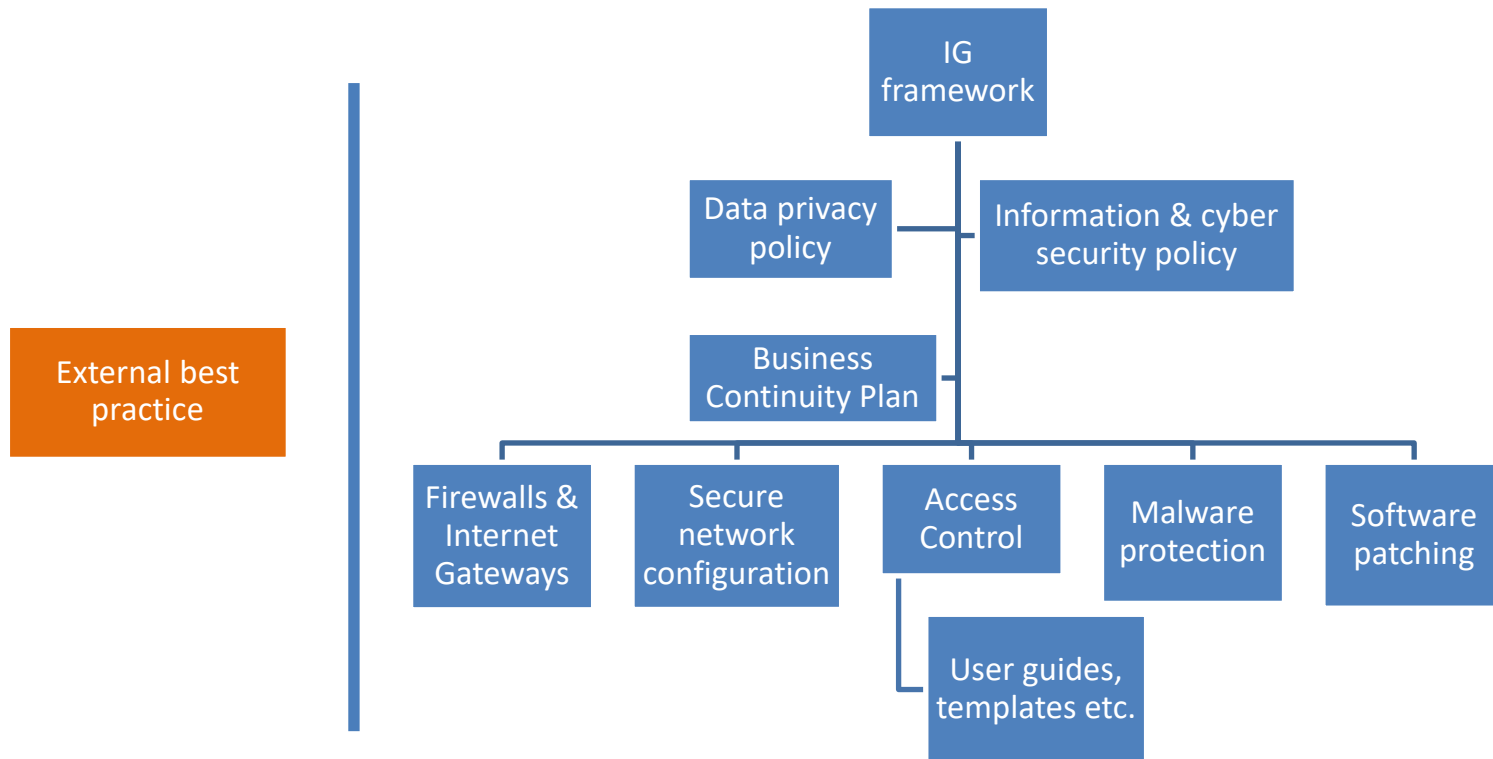 IG
framework
Data privacy
policy
Information & cyber
security policy
External best
practice
Business
Continuity Plan
Firewalls &
Internet
Gateways
Secure
network
configuration
Access
Control
Malware
protection
Software
patching
User guides,
templates etc.